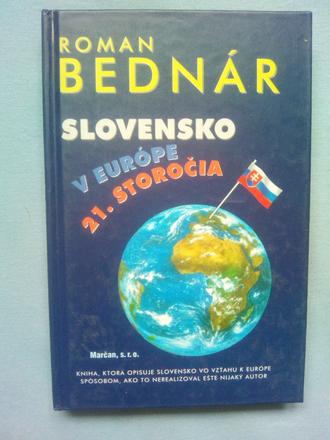 ROMAN
BEDNÁR
SLOVENSKO
V EURÓPE
21. STOROČIA
Marčan, s. r. o.
KNIHA, KTORA OPISUJE SLOVENSKO VO VZŤAHU K EURÓPE
SPÔSOBOM, AKO TO NEREALIZOVAL EŠTE NIJAKÝ AUTOR